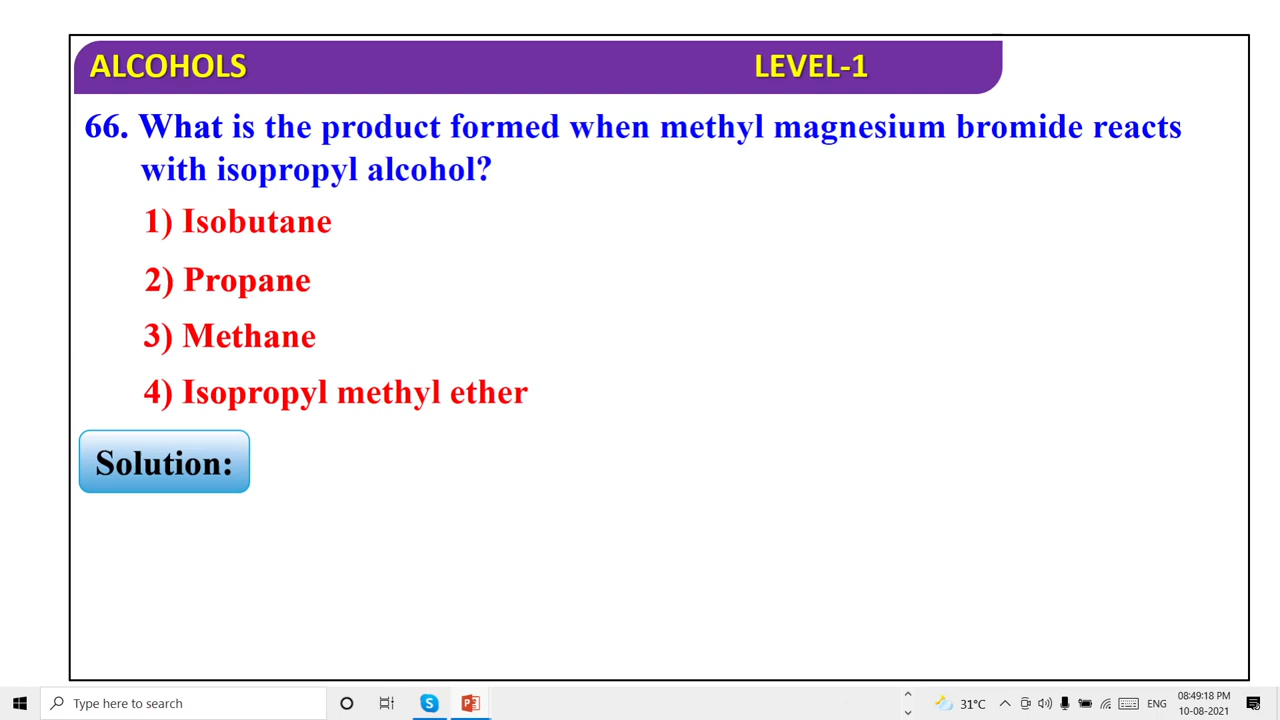 ALCOHOLS LEVEL-1
66. What is the product formed when methyl magnesium bromide reacts
with isopropyl alcohol?
1) Isobutane
2) Propane
3) Methane
4) Isopropyl methyl ether
Solution:
Type here to search 31°C ENG 08:49:18 PM
10-08-2021